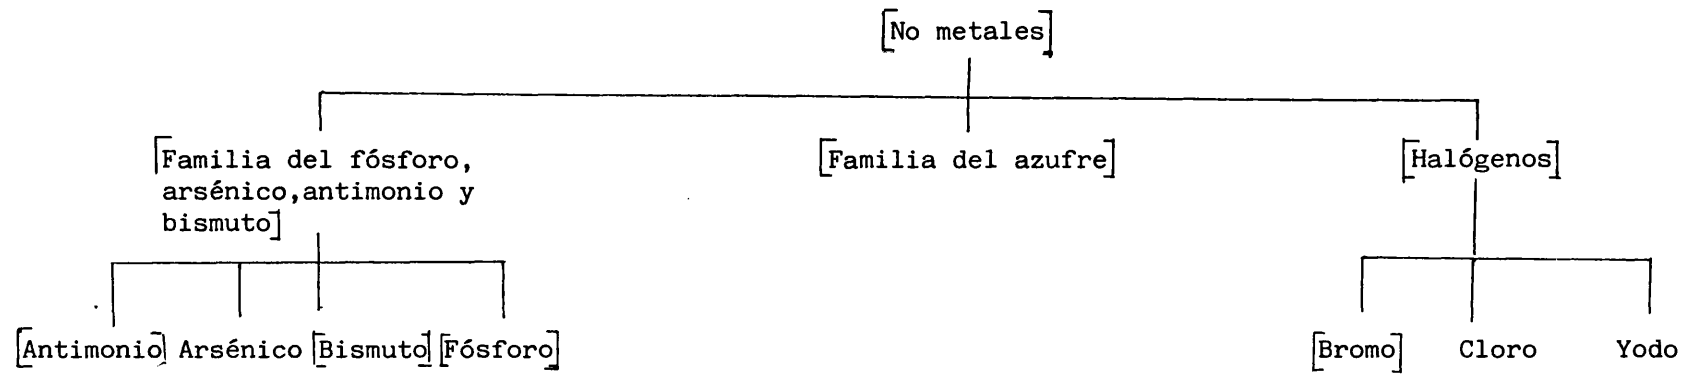 [No metales]
[Familia del fósforo,
arsénico,antimonio y
bismuto]
[Familia del azufre]
[Halógenos]
[Antimonio] Arsénico [Bismuto] [Fósforo]
[Bromo] Cloro Yodo